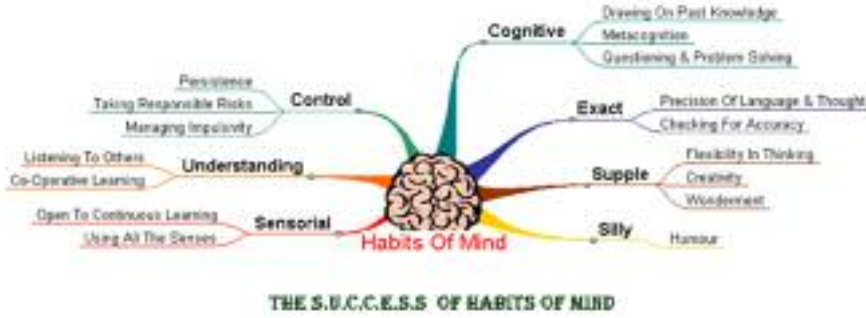 Cognitive
Drawing On Past Knowledge
Metacognition
Questioning & Problem Solving
Exact
Precision Of Language & Thought
Checking For Accuracy
Supple
Flexibility In Thinking
Creativity
Wonderment
Silly
Humour
Control
Persistence
Taking Responsible Risks
Managing Impulsivity
Understanding
Listening To Others
Co-Operative Learning
Sensorial
Open To Continuous Learning
Using All The Senses
Habits Of Mind
THE S.U.C.C.E.S.S OF HABITS OF MIND